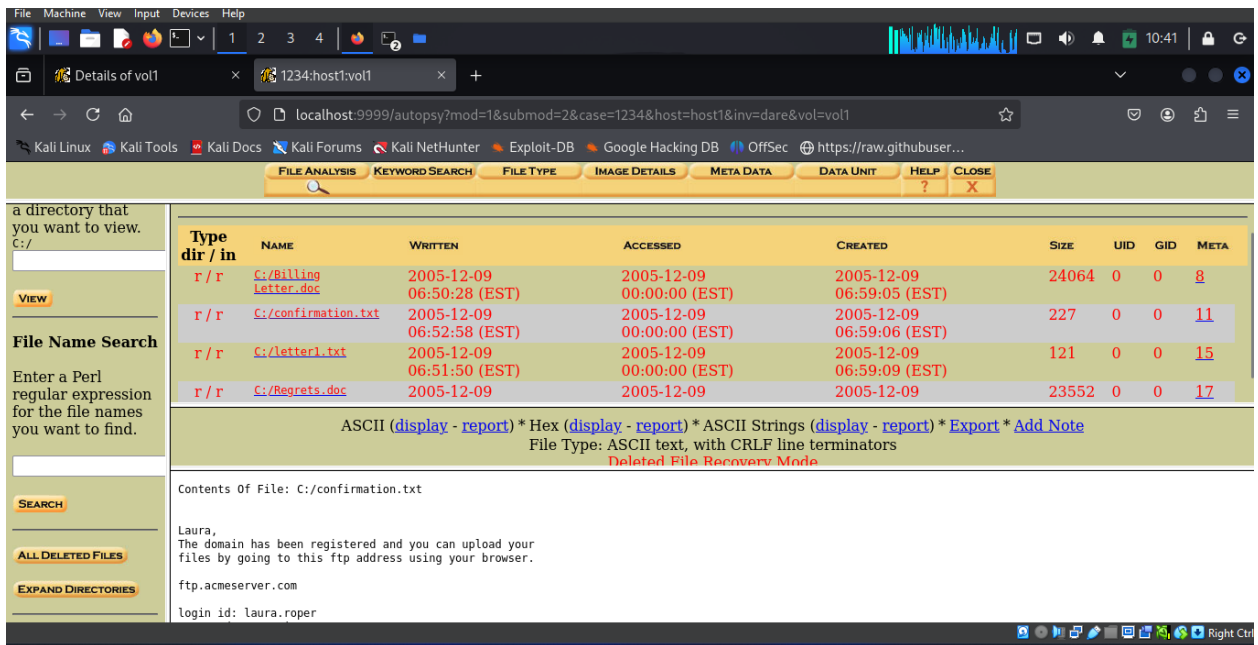 File Machine View Input Devices Help
1 2 3 4 2 10:41
Details of vol1 × 1234:host1:vol1 × +
localhost:9999/autopsy?mod=1&submod=2&case=1234&host=host1&inv=dare&vol=vol1
Kali Linux Kali Tools Kali Docs Kali Forums Kali NetHunter Exploit-DB Google Hacking DB OffSec https://raw.githubuser...
FILE ANALYSIS KEYWORD SEARCH FILE TYPE IMAGE DETAILS META DATA DATA UNIT HELP CLOSE
? X
a directory that
you want to view.
C:/
VIEW
File Name Search
Enter a Perl
regular expression
for the file names
you want to find.
SEARCH
ALL DELETED FILES
EXPAND DIRECTORIES
Type NAME WRITTEN ACCESSED CREATED SIZE UID GID META
dir / in
r / r C:/Billing 2005-12-09 2005-12-09 2005-12-09 24064 0 0 8
Letter.doc 06:50:28 (EST) 00:00:00 (EST) 06:59:05 (EST)
r / r C:/confirmation.txt 2005-12-09 2005-12-09 2005-12-09 227 0 0 11
06:52:58 (EST) 00:00:00 (EST) 06:59:06 (EST)
r / r C:/letter1.txt 2005-12-09 2005-12-09 2005-12-09 121 0 0 15
06:51:50 (EST) 00:00:00 (EST) 06:59:09 (EST)
r / r C:/Regrets.doc 2005-12-09 2005-12-09 2005-12-09 23552 0 0 17
ASCII (display - report) * Hex (display - report) * ASCII Strings (display - report) * Export * Add Note
File Type: ASCII text, with CRLF line terminators
Deleted File Recovery Mode
Contents Of File: C:/confirmation.txt
Laura,
The domain has been registered and you can upload your
files by going to this ftp address using your browser.
ftp.acmeserver.com
login id: laura.roper
Right Ctrl